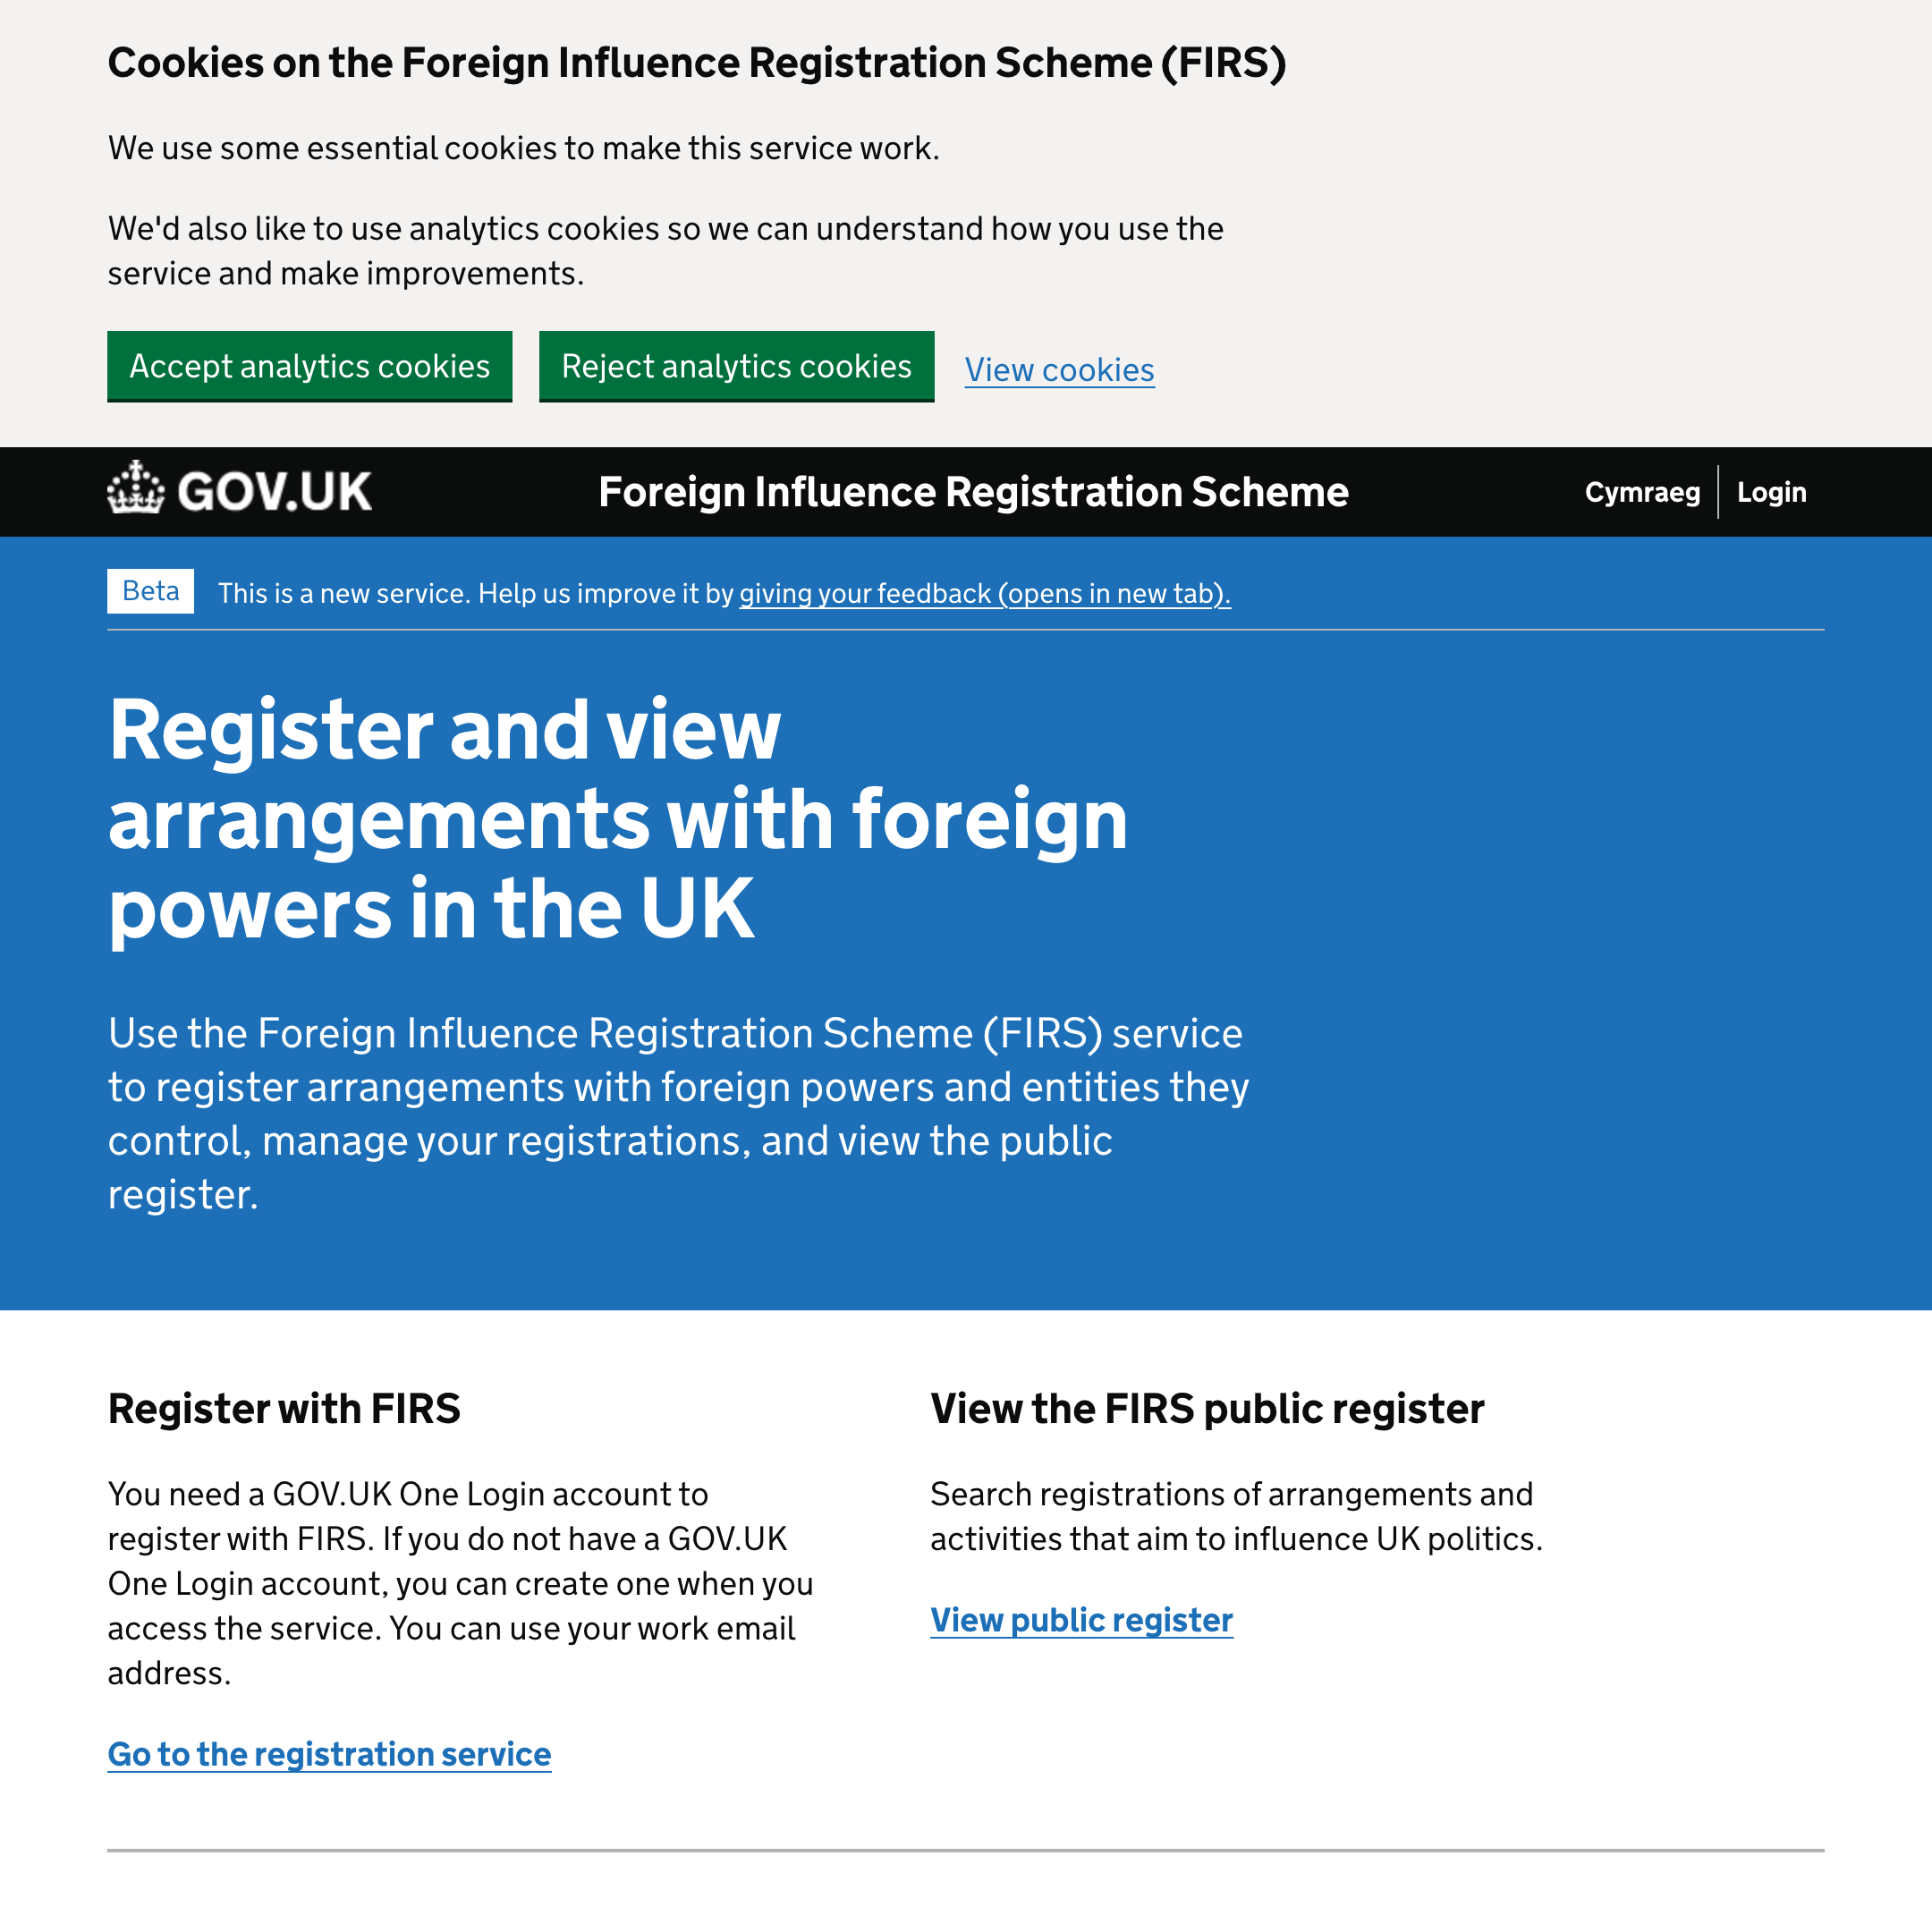 Cookies on the Foreign Influence Registration Scheme (FIRS)
We use some essential cookies to make this service work.
We'd also like to use analytics cookies so we can understand how you use the
service and make improvements.
Accept analytics cookies
Reject analytics cookies
View cookies
GOV.UK
Foreign Influence Registration Scheme
Cymraeg
Login
Beta
This is a new service. Help us improve it by giving your feedback (opens in new tab).
Register and view
arrangements with foreign
powers in the UK
Use the Foreign Influence Registration Scheme (FIRS) service
to register arrangements with foreign powers and entities they
control, manage your registrations, and view the public
register.
Register with FIRS
You need a GOV.UK One Login account to
register with FIRS. If you do not have a GOV.UK
One Login account, you can create one when you
access the service. You can use your work email
address.
Go to the registration service
View the FIRS public register
Search registrations of arrangements and
activities that aim to influence UK politics.
View public register